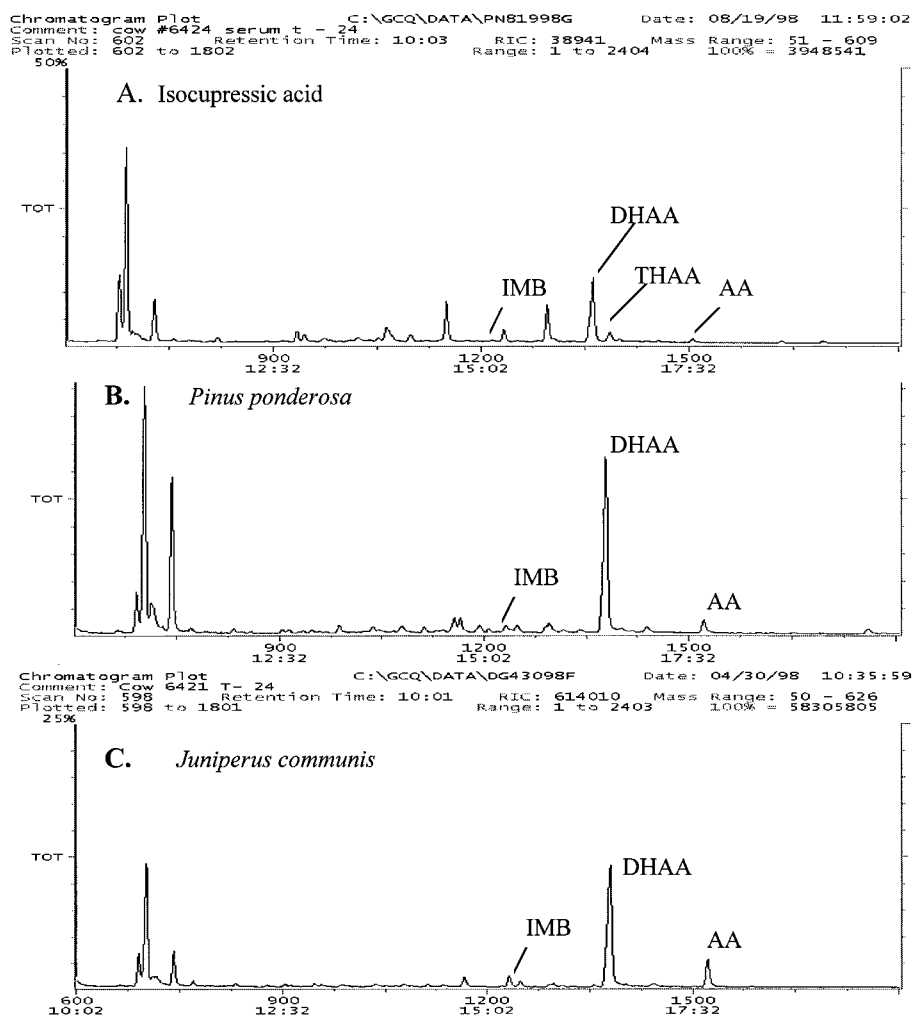 Chromatogram Plot C:\GCQ\DATA\PN81998G Date: 08/19/98 11:59:02
Comment: cow #6424 serum t - 24
Scan No: 602 Retention Time: 10:03 RIC: 38941 Mass Range: 51 - 609
Plotted: 602 to 1802 Range: 1 to 2404 100% = 3948541
50%
A. Isocupressic acid
TOT
DHAA
THAA
IMB
AA
900 1200 1500
12:32 15:02 17:32
B. Pinus ponderosa
DHAA
TOT
IMB
AA
900 1200 1500
12:32 15:02 17:32
Chromatogram Plot C:\GCQ\DATA\DG43098F Date: 04/30/98 10:35:59
Comment: Cow 6421 T- 24
Scan No: 598 Retention Time: 10:01 RIC: 614010 Mass Range: 50 - 626
Plotted: 598 to 1801 Range: 1 to 2403 100% = 58305805
25%
C. Juniperus communis
TOT
DHAA
IMB
AA
600 900 1200 1500
10:02 12:32 15:02 17:32